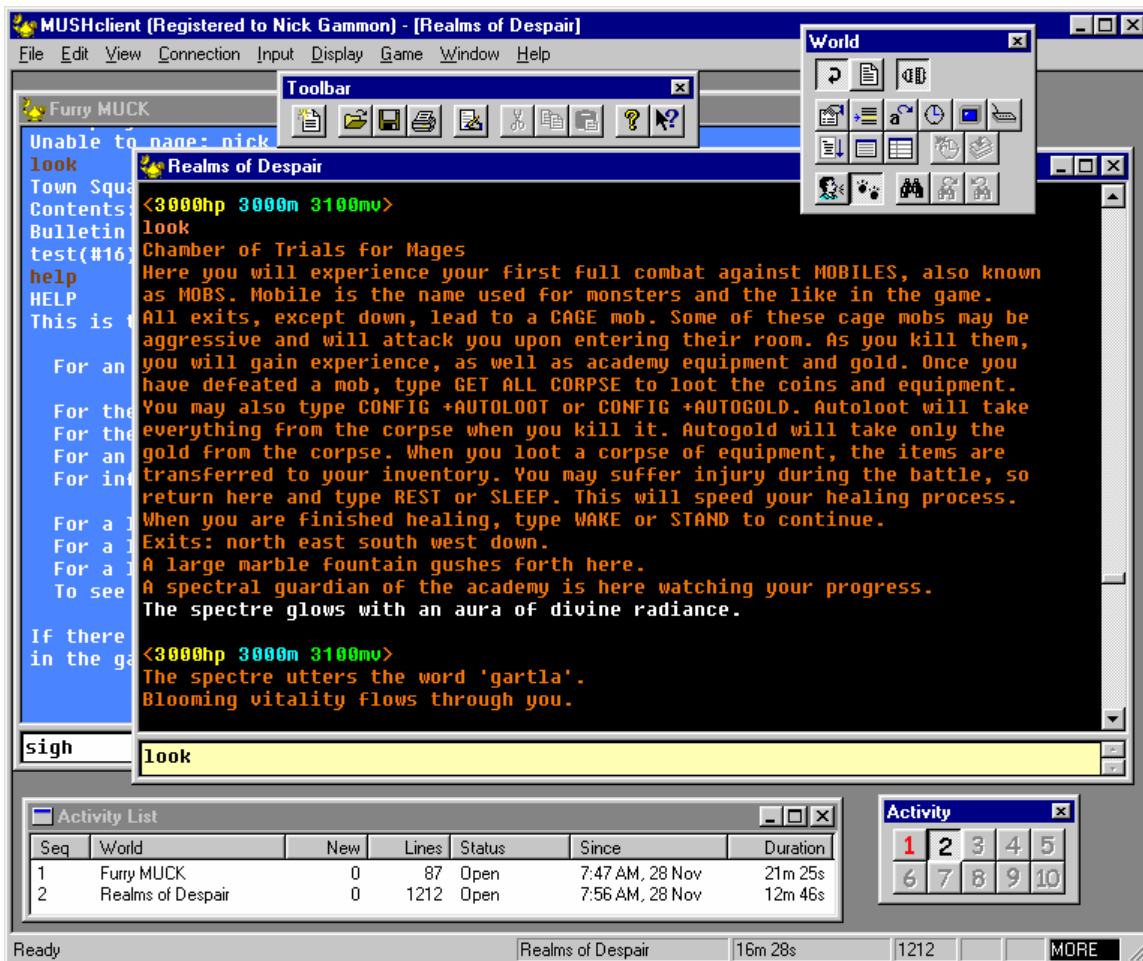 MUSHclient (Registered to Nick Gammon) - [Realms of Despair]
File Edit View Connection Input Display Game Window Help
World
Toolbar
Furry MUCK
Unable to page: nick
look
Town Squa
Contents:
Bulletin
test(#16)
help
HELP
This is t
For an
For the
For the
For an
For inf
For a
For a
For a
To see
If there
in the ga
sigh
Realms of Despair
<3000hp 3000m 3100mv>
look
Chamber of Trials for Mages
Here you will experience your first full combat against MOBILES, also known
as MOBS. Mobile is the name used for monsters and the like in the game.
All exits, except down, lead to a CAGE mob. Some of these cage mobs may be
aggressive and will attack you upon entering their room. As you kill them,
you will gain experience, as well as academy equipment and gold. Once you
have defeated a mob, type GET ALL CORPSE to loot the coins and equipment.
You may also type CONFIG +AUTOLOOT or CONFIG +AUTOGOLD. Autoloot will take
everything from the corpse when you kill it. Autogold will take only the
gold from the corpse. When you loot a corpse of equipment, the items are
transferred to your inventory. You may suffer injury during the battle, so
return here and type REST or SLEEP. This will speed your healing process.
When you are finished healing, type WAKE or STAND to continue.
Exits: north east south west down.
A large marble fountain gushes forth here.
A spectral guardian of the academy is here watching your progress.
The spectre glows with an aura of divine radiance.
<3000hp 3000m 3100mv>
The spectre utters the word 'gartla'.
Blooming vitality flows through you.
look
Activity List
Seq World New Lines Status Since Duration
1 Furry MUCK 0 87 Open 7:47 AM, 28 Nov 21m 25s
2 Realms of Despair 0 1212 Open 7:56 AM, 28 Nov 12m 46s
Activity
1 2 3 4 5
6 7 8 9 10
Ready Realms of Despair 16m 28s 1212 MORE